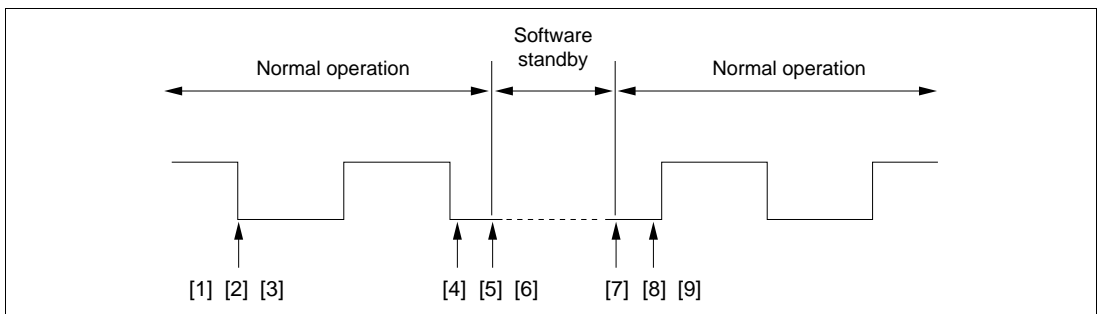 Software
standby
Normal operation
Normal operation
[1] [2] [3]
[4] [5] [6]
[7] [8] [9]